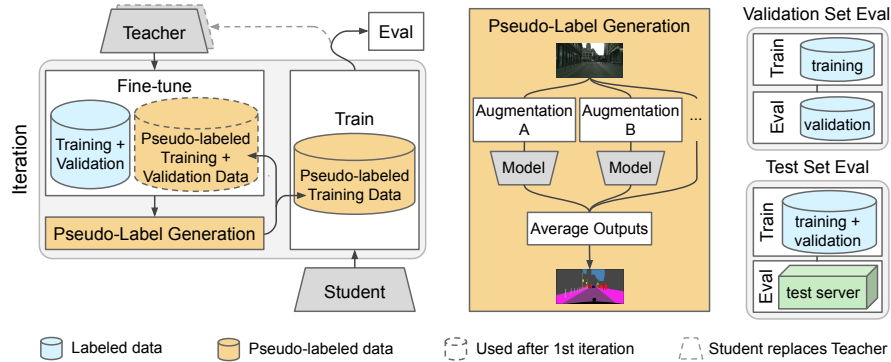 Teacher
Eval
Iteration
Fine-tune
Training +
Validation
Pseudo-labeled
Training +
Validation Data
Pseudo-Label Generation
Train
Pseudo-labeled
Training Data
Student
Pseudo-Label Generation
Augmentation
A
Augmentation
B
...
Model
Model
Average Outputs
Validation Set Eval
Train
training
Eval
validation
Test Set Eval
Train
training +
validation
Eval
test server
Labeled data
Pseudo-labeled data
Used after 1st iteration
Student replaces Teacher